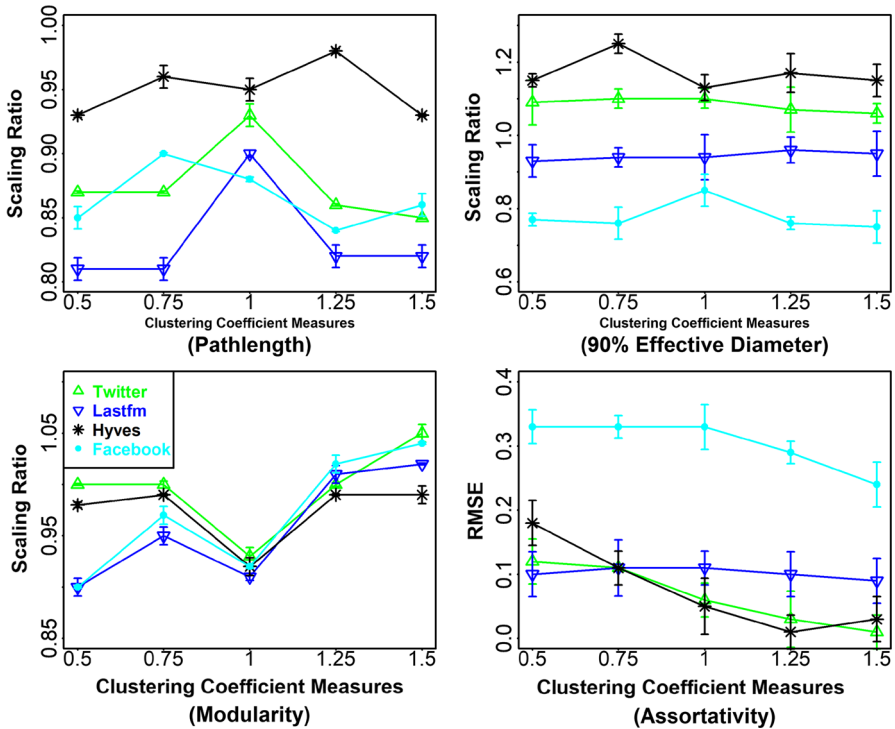 Scaling Ratio
0.80 0.85 0.90 0.95 1.00
0.5 0.75 1 1.25 1.5
Clustering Coefficient Measures
(Pathlength)
Scaling Ratio
0.6 0.8 1.0 1.2
0.5 0.75 1 1.25 1.5
Clustering Coefficient Measures
(90% Effective Diameter)
Twitter
Lastfm
Hyves
Facebook
Scaling Ratio
0.85 0.95 1.05
0.5 0.75 1 1.25 1.5
Clustering Coefficient Measures
(Modularity)
RMSE
0.0 0.1 0.2 0.3 0.4
0.5 0.75 1 1.25 1.5
Clustering Coefficient Measures
(Assortativity)